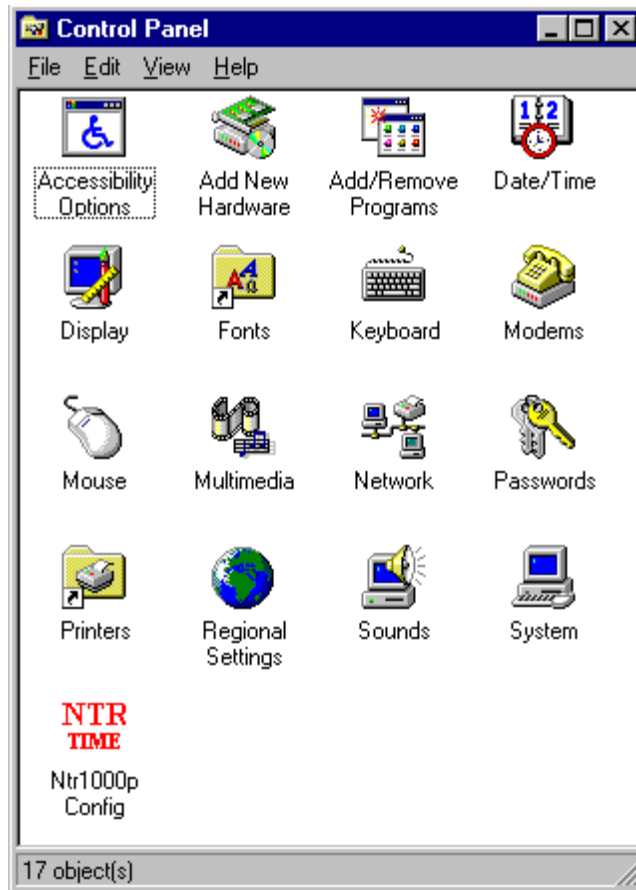 Control Panel
File Edit View Help
12
Accessibility Options
Add New Hardware
Add/Remove Programs
Date/Time
Display
Fonts
Keyboard
Modems
Mouse
Multimedia
Network
Passwords
Printers
Regional Settings
Sounds
System
NTR
TIME
Ntr1000p Config
17 object(s)